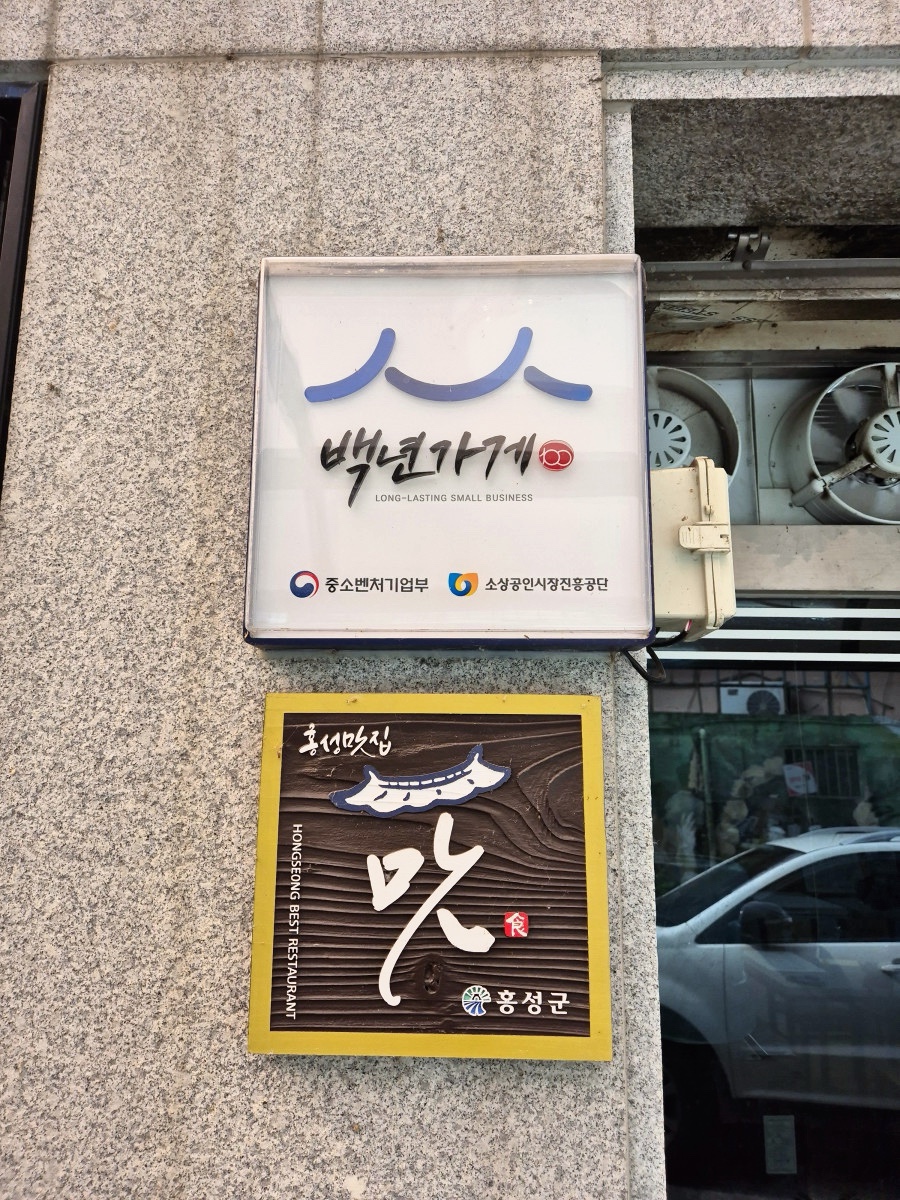 백년가게 100
LONG-LASTING SMALL BUSINESS
중소벤처기업부 소상공인시장진흥공단
홍성맛집
맛
食
HONGSEONG BEST RESTAURANT
홍성군